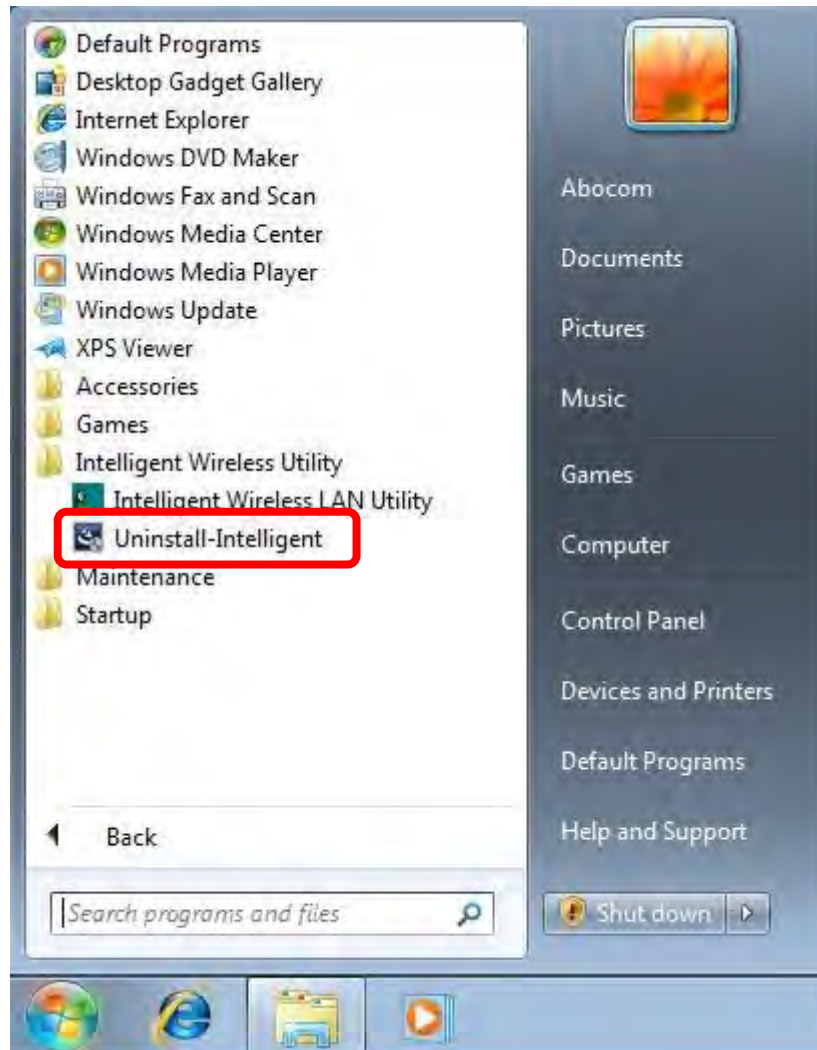 Default Programs
Desktop Gadget Gallery
Internet Explorer
Windows DVD Maker
Windows Fax and Scan
Windows Media Center
Windows Media Player
Windows Update
XPS Viewer
Accessories
Games
Intelligent Wireless Utility
Intelligent Wireless LAN Utility
Uninstall-Intelligent
Maintenance
Startup
Back
Search programs and files
Abocom
Documents
Pictures
Music
Games
Computer
Control Panel
Devices and Printers
Default Programs
Help and Support
Shut down